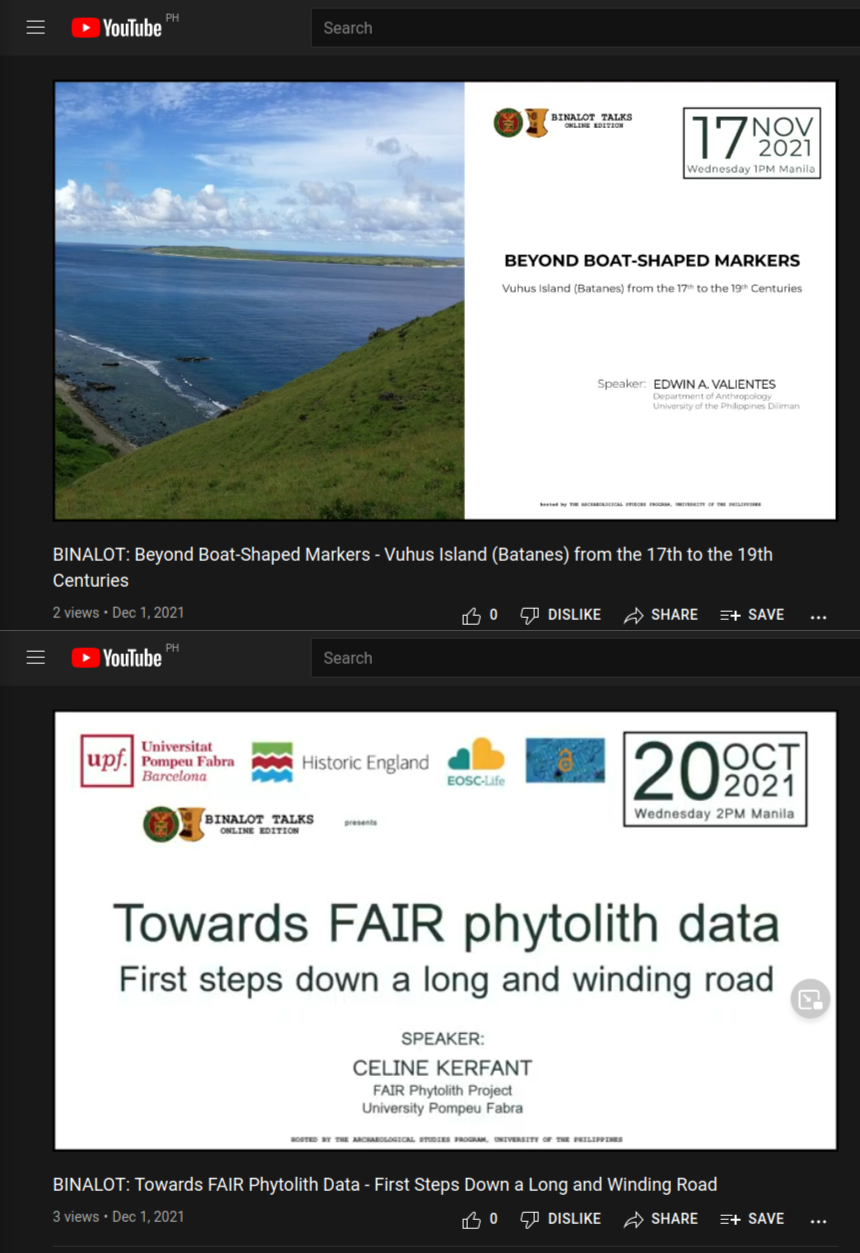 YouTube PH
Search
BINALOT TALKS
ONLINE EDITION
17 NOV
2021
Wednesday 1PM Manila
BEYOND BOAT-SHAPED MARKERS
Vuhus Island (Batanes) from the 17th to the 19th Centuries
Speaker: EDWIN A. VALIENTES
Department of Anthropology
University of the Philippines Diliman
hosted by THE ARCHAEOLOGICAL STUDIES PROGRAM, UNIVERSITY OF THE PHILIPPINES
BINALOT: Beyond Boat-Shaped Markers - Vuhus Island (Batanes) from the 17th to the 19th
Centuries
2 views • Dec 1, 2021
0 DISLIKE SHARE SAVE ...
YouTube PH
Search
upf. Universitat
Pompeu Fabra
Barcelona
Historic England
EOSC-Life
20 OCT
2021
Wednesday 2PM Manila
BINALOT TALKS
ONLINE EDITION
presents
Towards FAIR phytolith data
First steps down a long and winding road
SPEAKER:
CELINE KERFANT
FAIR Phytolith Project
University Pompeu Fabra
HOSTED BY THE ARCHAEOLOGICAL STUDIES PROGRAM, UNIVERSITY OF THE PHILIPPINES
BINALOT: Towards FAIR Phytolith Data - First Steps Down a Long and Winding Road
3 views • Dec 1, 2021
0 DISLIKE SHARE SAVE ...